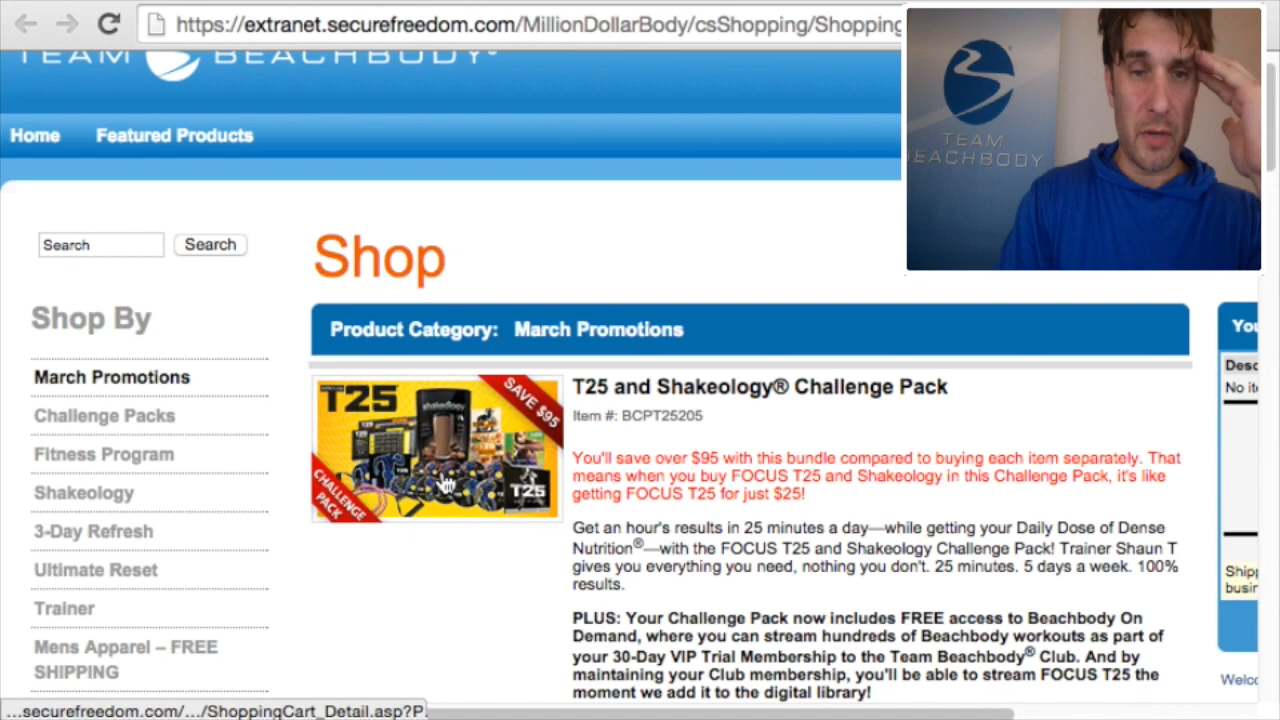 https://extranet.securefreedom.com/MillionDollarBody/csShopping/Shopping
TEAM BEACHBODY®
Home Featured Products
TEAM
BEACHBODY
Search Search
Shop
Shop By
March Promotions
Challenge Packs
Fitness Program
Shakeology
3-Day Refresh
Ultimate Reset
Trainer
Mens Apparel – FREE
SHIPPING
Product Category: March Promotions
T25
SAVE $95
shakeology
CHALLENGE
PACK
T25
T25 and Shakeology® Challenge Pack
Item #: BCPT25205
You'll save over $95 with this bundle compared to buying each item separately. That
means when you buy FOCUS T25 and Shakeology in this Challenge Pack, it's like
getting FOCUS T25 for just $25!
Get an hour's results in 25 minutes a day—while getting your Daily Dose of Dense
Nutrition®—with the FOCUS T25 and Shakeology Challenge Pack! Trainer Shaun T
gives you everything you need, nothing you don't. 25 minutes. 5 days a week. 100%
results.
PLUS: Your Challenge Pack now includes FREE access to Beachbody On
Demand, where you can stream hundreds of Beachbody workouts as part of
your 30-Day VIP Trial Membership to the Team Beachbody® Club. And by
maintaining your Club membership, you'll be able to stream FOCUS T25 the
moment we add it to the digital library!
You
Desc
No it
Shipp
busin
Welco
...securefreedom.com/.../ShoppingCart_Detail.asp?P